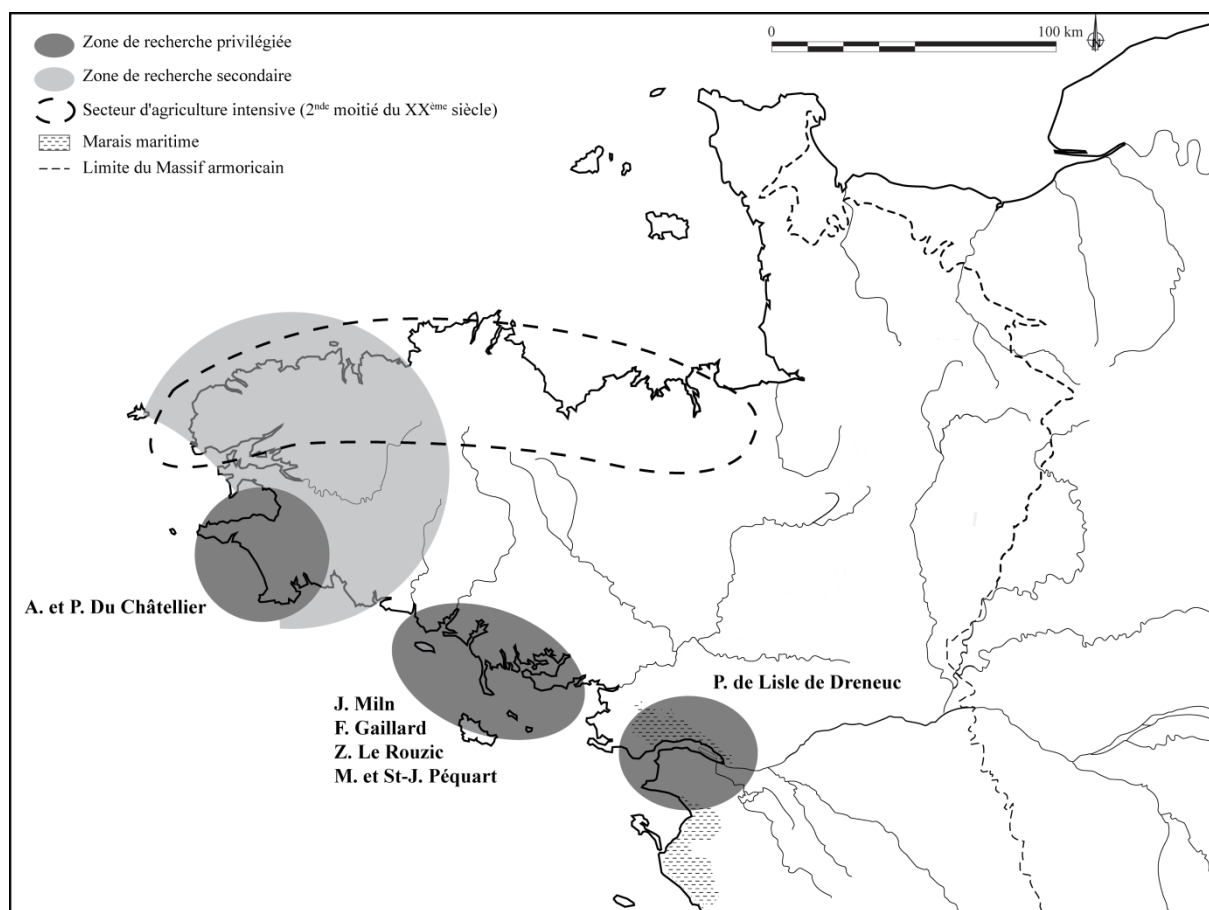 Zone de recherche privilégiée
Zone de recherche secondaire
Secteur d'agriculture intensive (2nde moitié du XXème siècle)
Marais maritime
Limite du Massif armoricain
0 100 km
N
A. et P. Du Châtellier
J. Miln
F. Gaillard
Z. Le Rouzic
M. et St-J. Péquart
P. de Lisle de Dreneuc